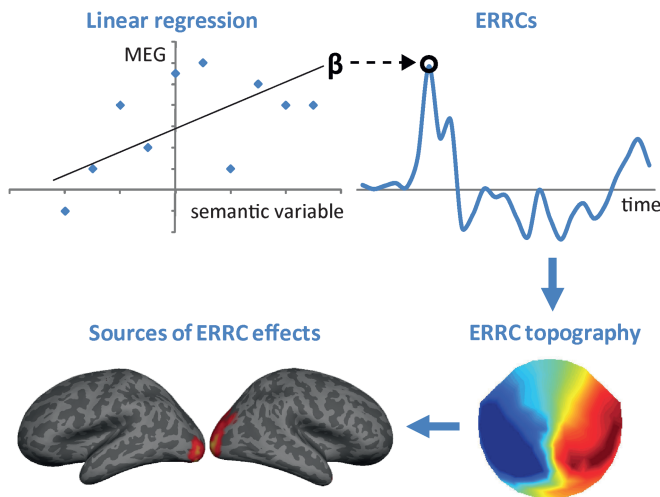 Linear regression
ERRCs
MEG
β
semantic variable
time
Sources of ERRC effects
ERRC topography